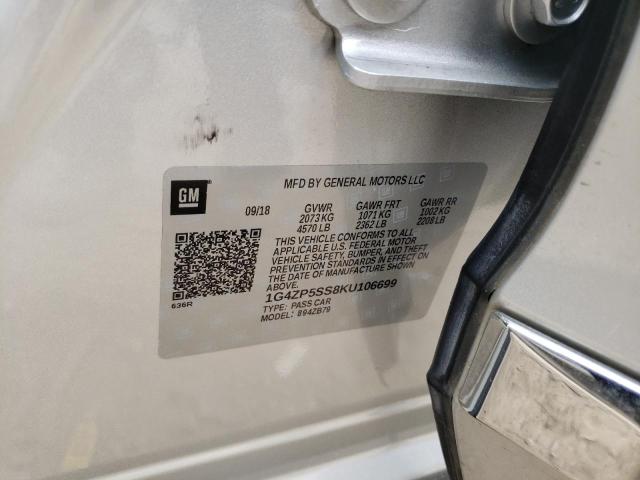 GM
MFD BY GENERAL MOTORS LLC
09/18 GVWR GAWR FRT GAWR RR
2073 KG 1071 KG 1002 KG
4570 LB 2362 LB 2208 LB
THIS VEHICLE CONFORMS TO ALL
APPLICABLE U.S. FEDERAL MOTOR
VEHICLE SAFETY, BUMPER, AND THEFT
PREVENTION STANDARDS IN EFFECT ON
THE DATE OF MANUFACTURE SHOWN
ABOVE.
1G4ZP5SS8KU106699
TYPE: PASS CAR
MODEL: 894ZB79
636R